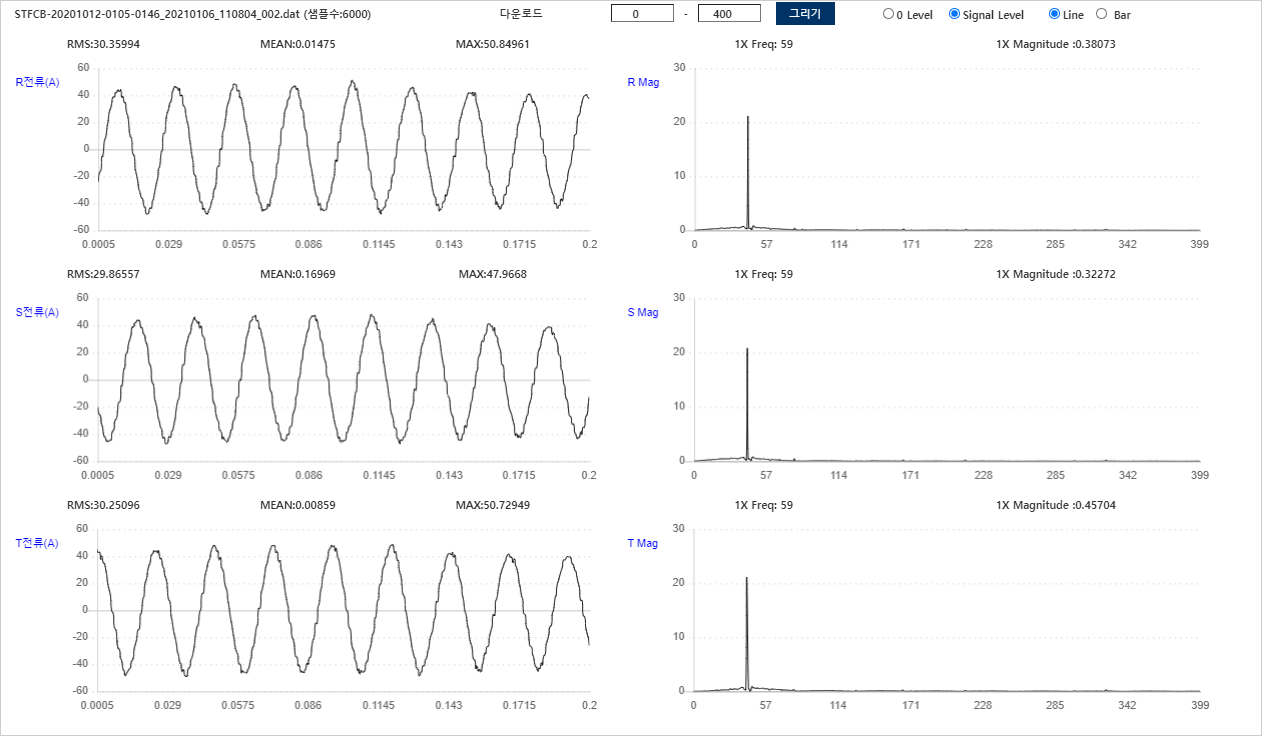 STFCB-20201012-0105-0146_20210106_110804_002.dat (샘플수:6000) 다운로드 0 - 400 그리기 0 Level Signal Level Line Bar
RMS:30.35994 MEAN:0.01475 MAX:50.84961 1X Freq: 59 1X Magnitude :0.38073
R전류(A)
60
40
20
0
-20
-40
-60
0.0005 0.029 0.0575 0.086 0.1145 0.143 0.1715 0.2
R Mag
30
20
10
0
0 57 114 171 228 285 342 399
RMS:29.86557 MEAN:0.16969 MAX:47.9668 1X Freq: 59 1X Magnitude :0.32272
S전류(A)
60
40
20
0
-20
-40
-60
0.0005 0.029 0.0575 0.086 0.1145 0.143 0.1715 0.2
S Mag
30
20
10
0
0 57 114 171 228 285 342 399
RMS:30.25096 MEAN:0.00859 MAX:50.72949 1X Freq: 59 1X Magnitude :0.45704
T전류(A)
60
40
20
0
-20
-40
-60
0.0005 0.029 0.0575 0.086 0.1145 0.143 0.1715 0.2
T Mag
30
20
10
0
0 57 114 171 228 285 342 399